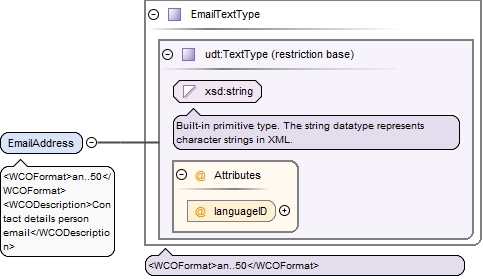 EmailTextType
udt:TextType (restriction base)
xsd:string
Built-in primitive type. The string datatype represents
character strings in XML.
EmailAddress
<WCOFormat>an..50</
WCOFormat>
<WCODescription>Con
tact details person
email</WCODescriptio
n>
@ Attributes
@ languageID
<WCOFormat>an..50</WCOFormat>